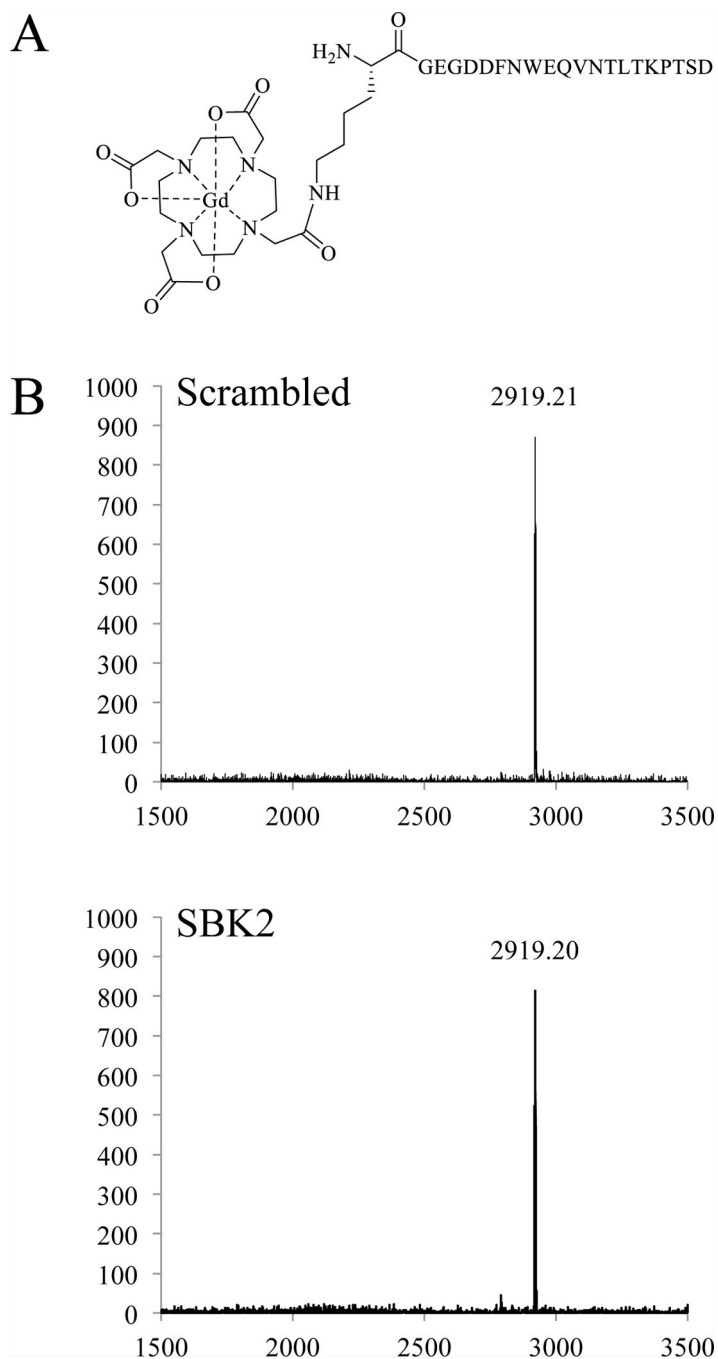 A
O
H₂N
GEGDDFNWEQVNTLTKPTSD
O
O
O
N
N
NH
O
Gd
N
N
O
O
O
B
Scrambled
2919.21
1000
900
800
700
600
500
400
300
200
100
0
1500 2000 2500 3000 3500
SBK2
2919.20
1000
900
800
700
600
500
400
300
200
100
0
1500 2000 2500 3000 3500